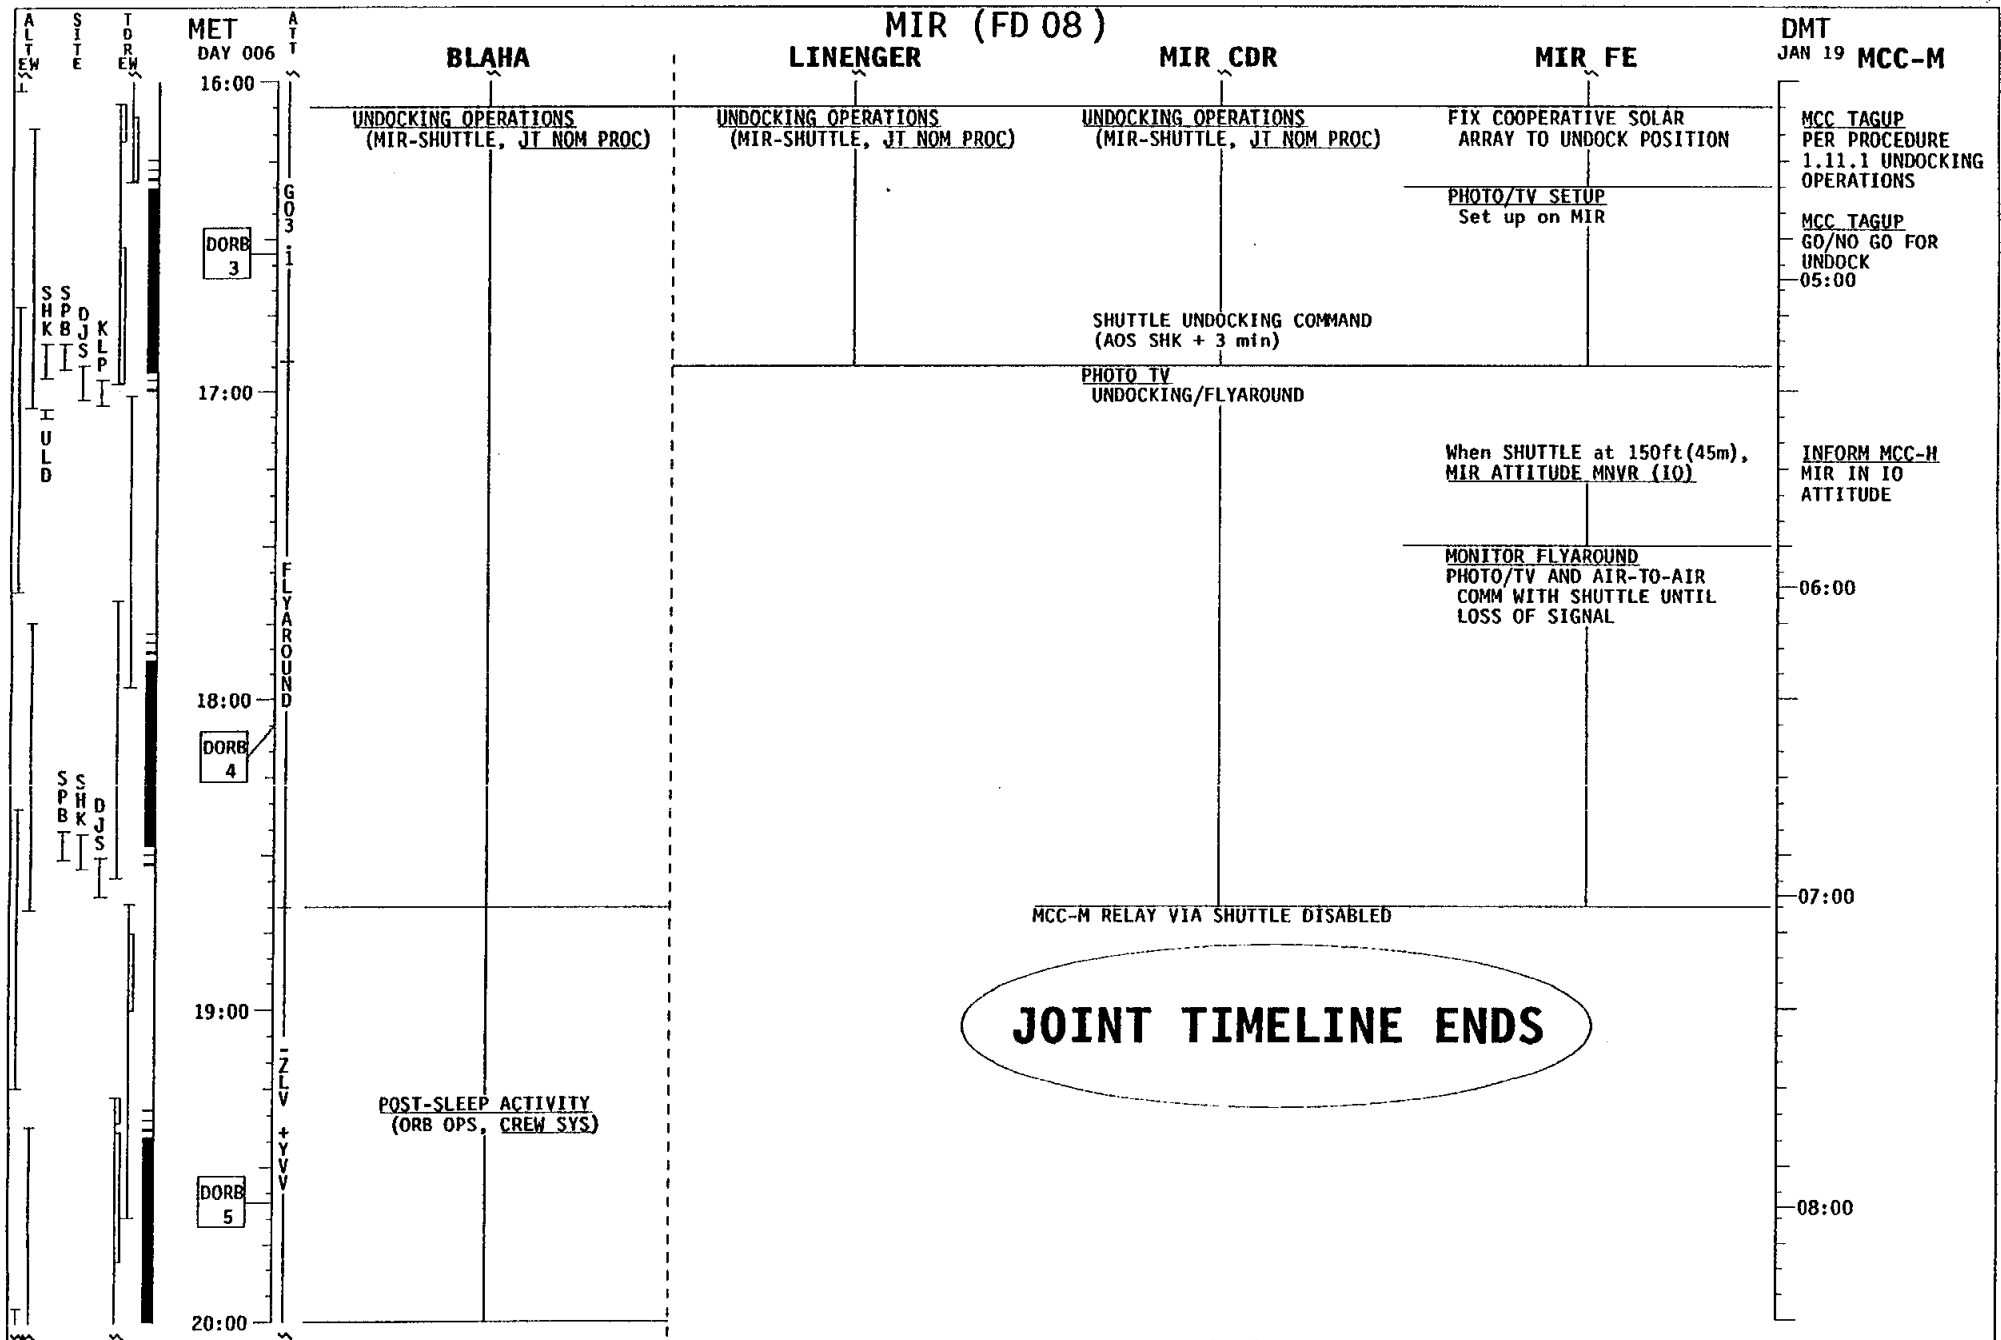 MIR (FD 08)
ALT
E W
SITE
TDR
E W
MET
DAY 006
ATT
BLAHA
LINENGER
MIR CDR
MIR FE
DMT
JAN 19
MCC-M
16:00
UNDOCKING OPERATIONS
(MIR-SHUTTLE, JT NOM PROC)
UNDOCKING OPERATIONS
(MIR-SHUTTLE, JT NOM PROC)
UNDOCKING OPERATIONS
(MIR-SHUTTLE, JT NOM PROC)
FIX COOPERATIVE SOLAR
ARRAY TO UNDOCK POSITION
MCC TAGUP
PER PROCEDURE
1.11.1 UNDOCKING
OPERATIONS
GO3 i
PHOTO/TV SETUP
Set up on MIR
MCC TAGUP
GO/NO GO FOR
UNDOCK
DORB
3
05:00
SHK
SPB
DJS
KLP
SHUTTLE UNDOCKING COMMAND
(AOS SHK + 3 min)
17:00
PHOTO TV
UNDOCKING/FLYAROUND
ULD
When SHUTTLE at 150ft(45m),
MIR ATTITUDE MNVR (IO)
INFORM MCC-H
MIR IN IO
ATTITUDE
FLYAROUND
MONITOR FLYAROUND
PHOTO/TV AND AIR-TO-AIR
COMM WITH SHUTTLE UNTIL
LOSS OF SIGNAL
06:00
18:00
DORB
4
SPB
SHK
DJS
07:00
MCC-M RELAY VIA SHUTTLE DISABLED
19:00
JOINT TIMELINE ENDS
-ZLV +YVV
POST-SLEEP ACTIVITY
(ORB OPS, CREW SYS)
DORB
5
08:00
20:00